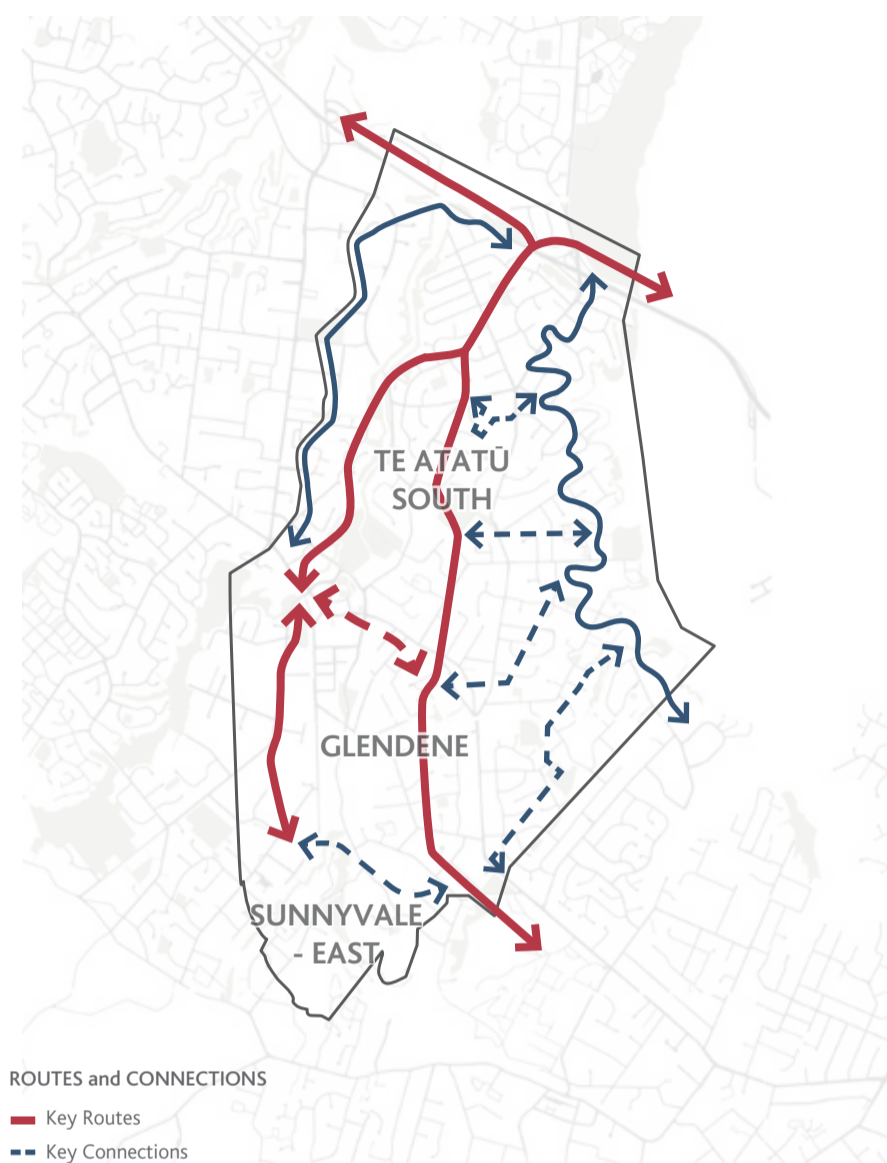 TE ATATŪ
SOUTH
GLENDENE
SUNNYVALE
- EAST
ROUTES and CONNECTIONS
Key Routes
Key Connections